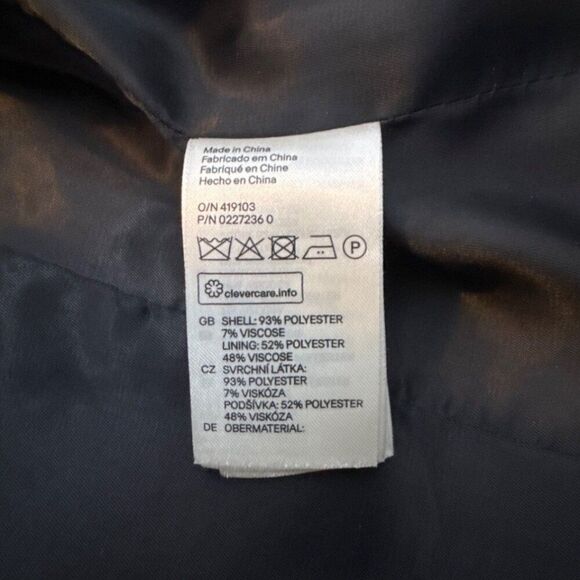 Made in China
Fabricado em China
Fabriqué en Chine
Hecho en China
O/N 419103
P/N 0227236 0
P
clevercare.info
GB SHELL: 93% POLYESTER
7% VISCOSE
LINING: 52% POLYESTER
48% VISCOSE
CZ SVRCHNÍ LÁTKA:
93% POLYESTER
7% VISKÓZA
PODŠÍVKA: 52% POLYESTER
48% VISKÓZA
DE OBERMATERIAL: